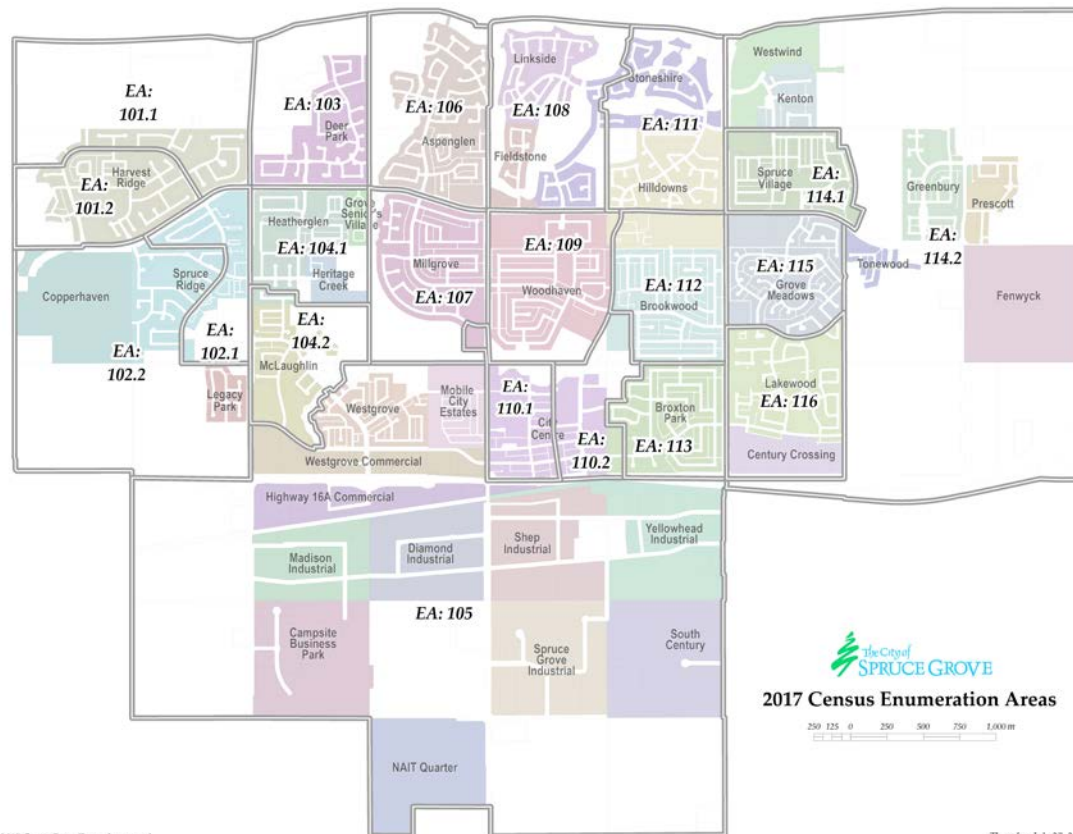 Westwind
Linkside
Stoneshire
EA:
101.1
EA: 103
EA: 106
EA: 108
Kenton
EA: 111
Deer
Park
Aspenglen
Fieldstone
Harvest
Ridge
EA:
101.2
Hilldowns
Spruce
Village
EA:
114.1
Greenbury
Prescott
Grove
Senior's
Village
Heatherglen
EA: 104.1
EA: 109
EA:
114.2
Tonewood
Copperhaven
Spruce
Ridge
Heritage
Creek
Millgrove
EA: 107
Woodhaven
EA: 112
Brookwood
EA: 115
Grove
Meadows
Fenwyck
EA:
102.1
EA:
102.2
EA:
104.2
McLaughlin
Legacy
Park
Westgrove
Mobile
City
Estates
EA:
110.1
City
Centre
EA:
110.2
Broxton
Park
EA: 113
Lakewood
EA: 116
Century Crossing
Westgrove Commercial
Highway 16A Commercial
Madison
Industrial
Diamond
Industrial
Shep
Industrial
Yellowhead
Industrial
EA: 105
Campsite
Business
Park
Spruce
Grove
Industrial
South
Century
NAIT Quarter
The City of
SPRUCE GROVE
2017 Census Enumeration Areas
250 125 0 250 500 750 1,000 m